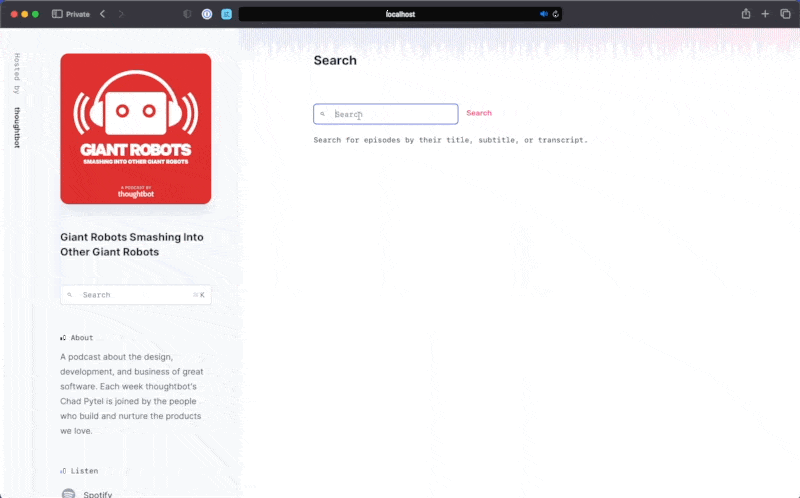 Private
localhost
Hosted by thoughtbot
GIANT ROBOTS
SMASHING INTO OTHER GIANT ROBOTS
A PODCAST BY
thoughtbot
Giant Robots Smashing Into
Other Giant Robots
Search ⌘K
About
A podcast about the design,
development, and business of great
software. Each week thoughtbot's
Chad Pytel is joined by the people
who build and nurture the products
we love.
Listen
Spotify
Search
Search
Search
Search for episodes by their title, subtitle, or transcript.